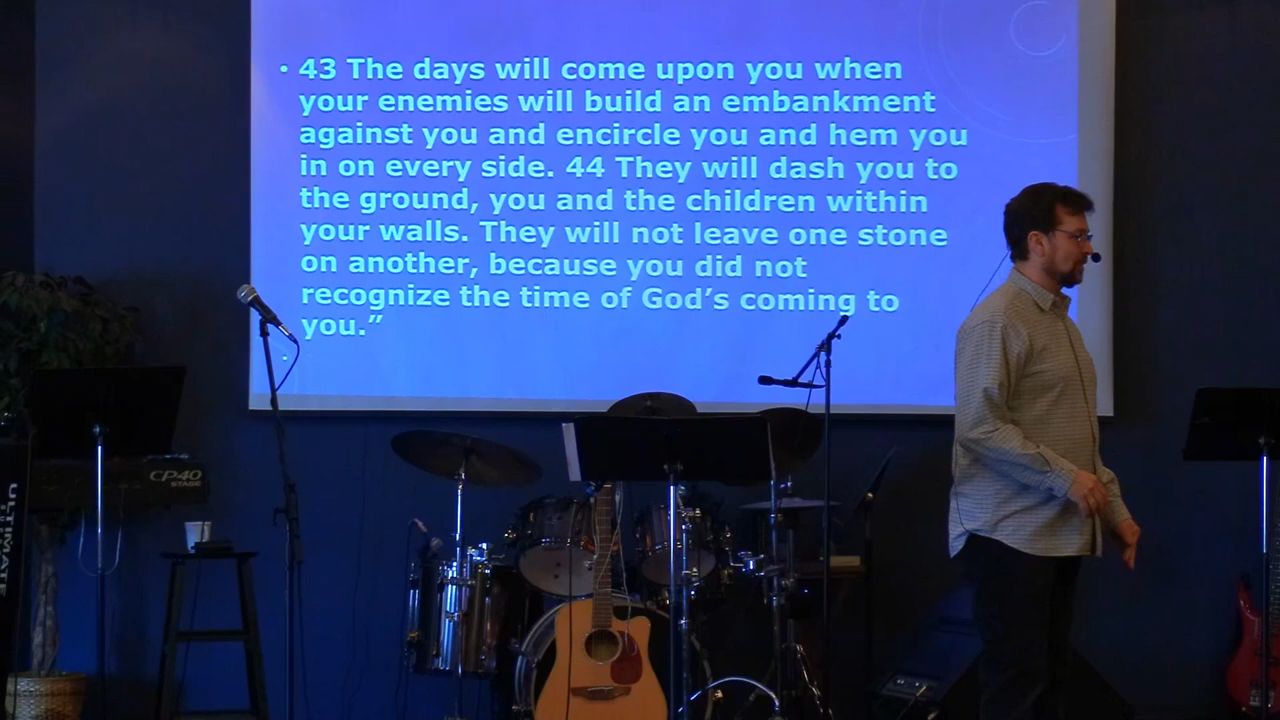 • 43 The days will come upon you when
your enemies will build an embankment
against you and encircle you and hem you
in on every side. 44 They will dash you to
the ground, you and the children within
your walls. They will not leave one stone
on another, because you did not
recognize the time of God’s coming to
you.”
CP40
STAGE
ULTIMATE